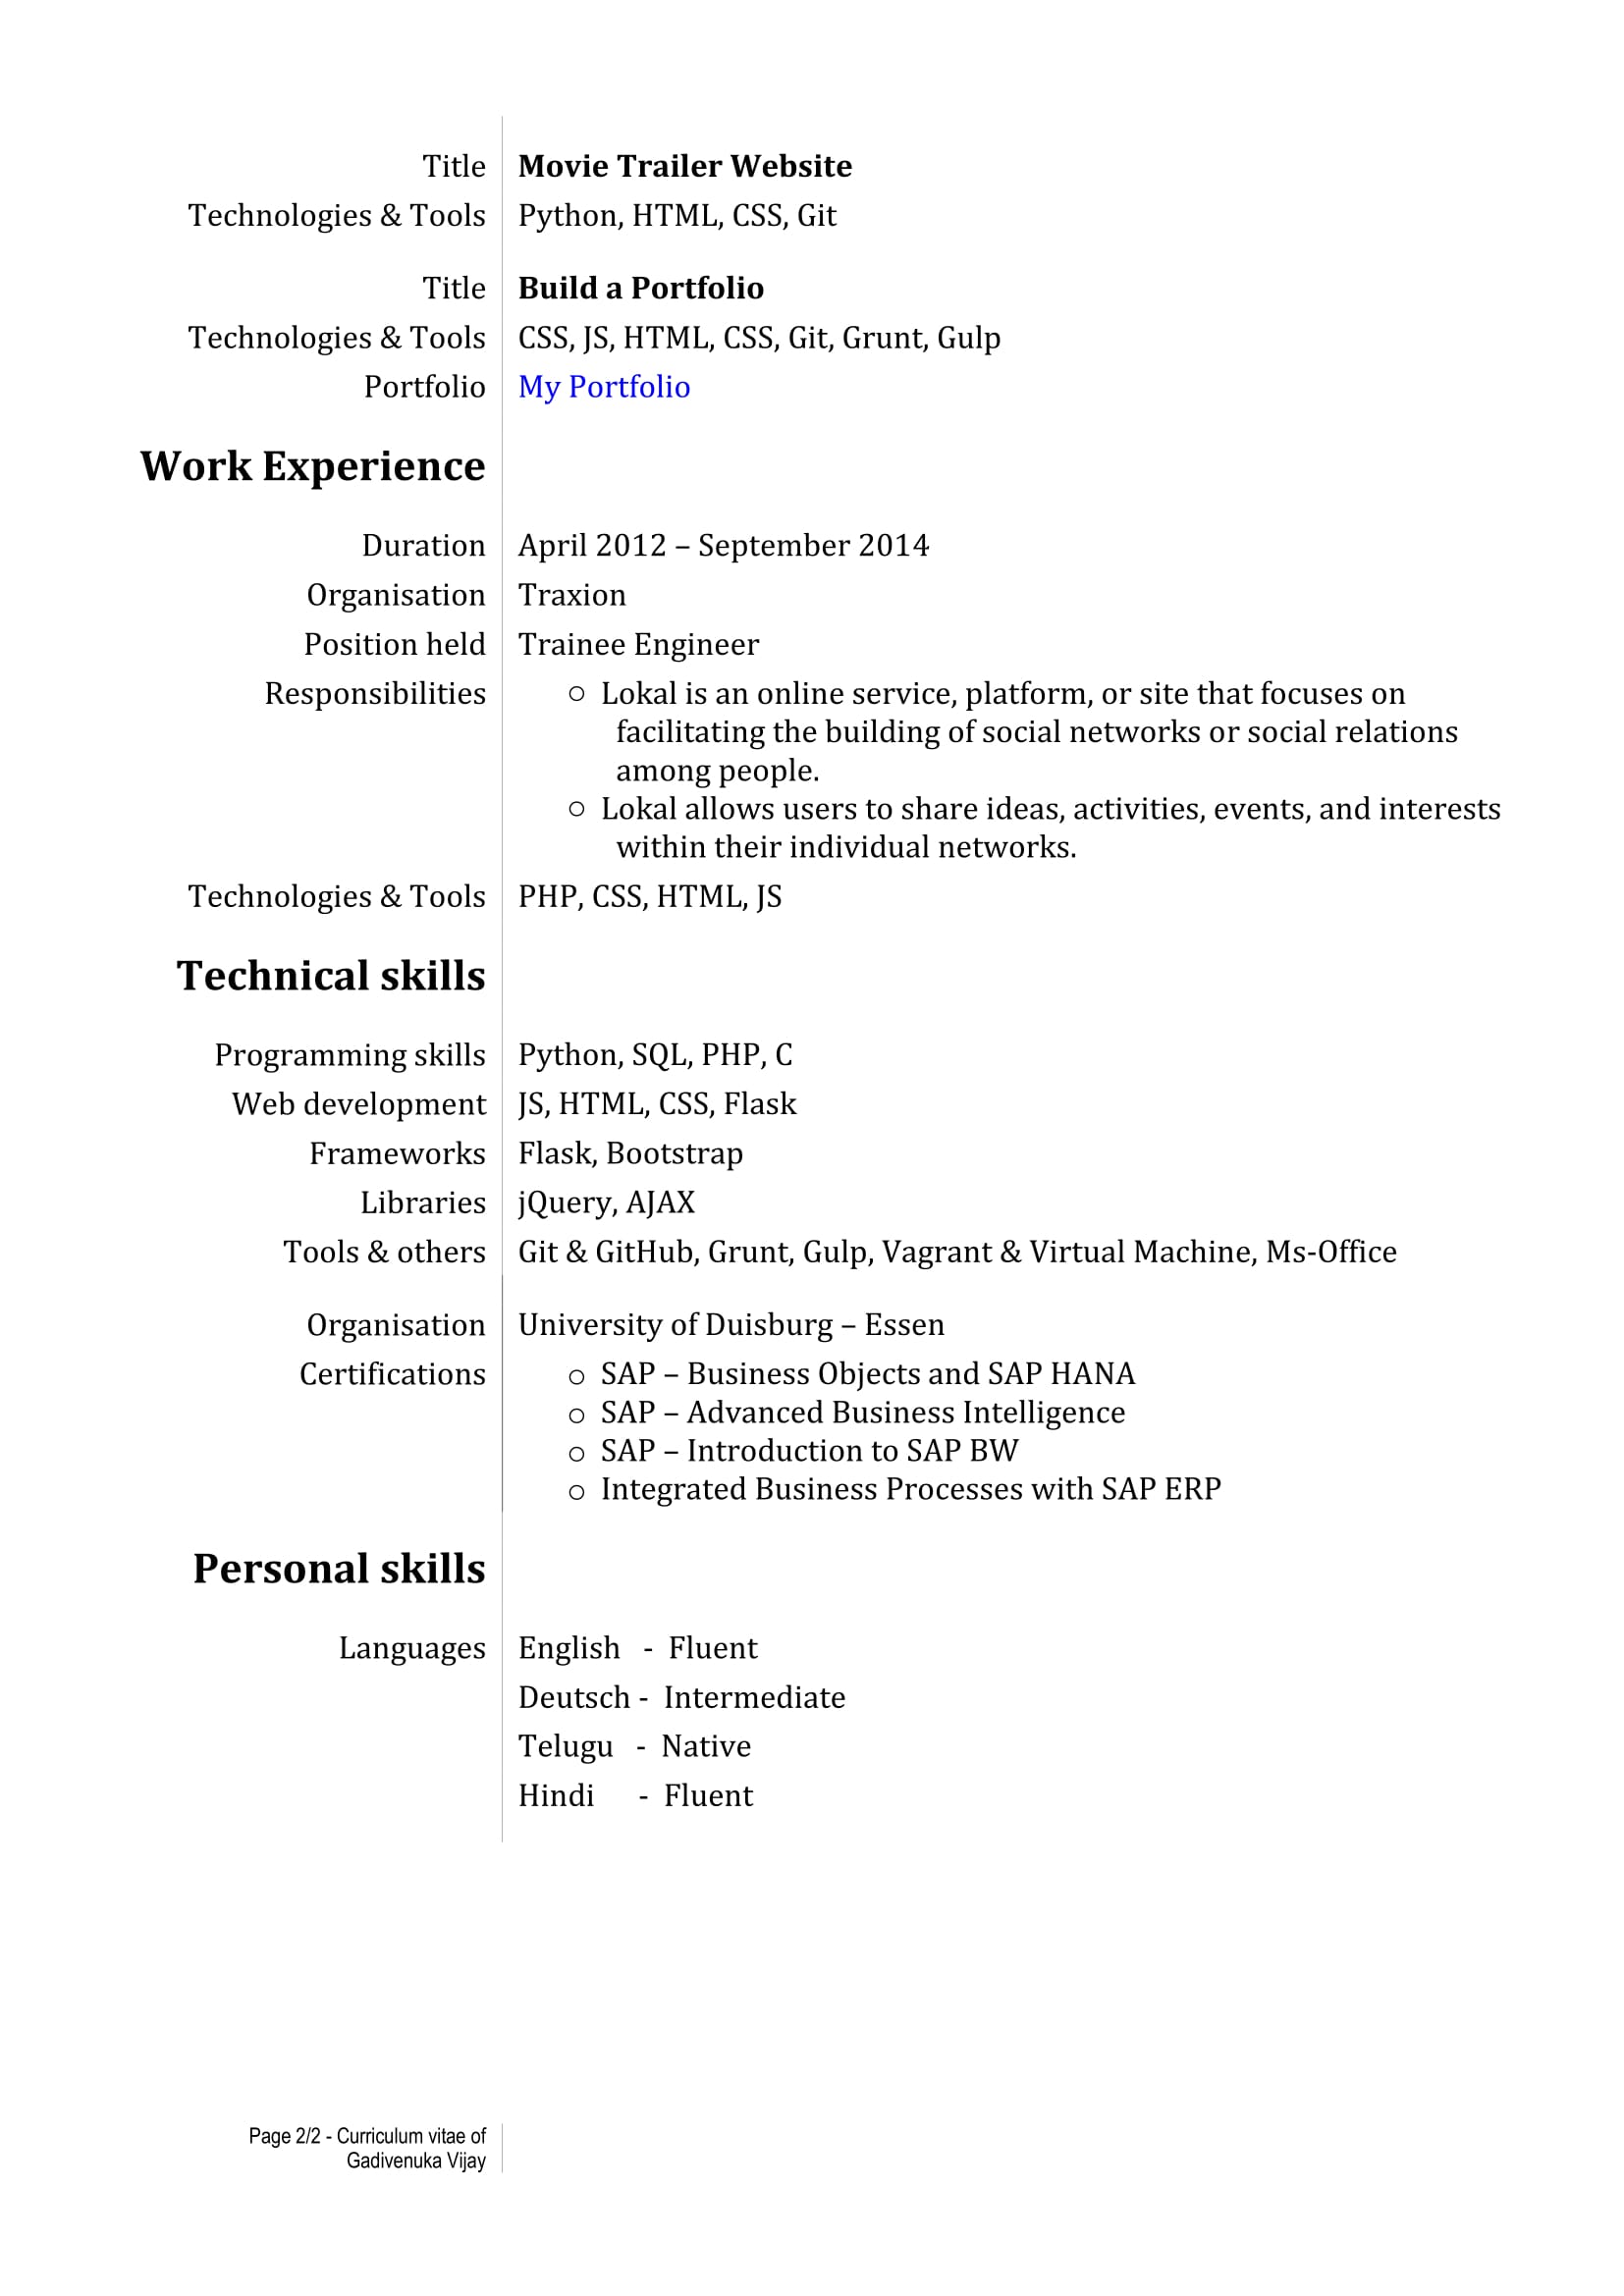 Title Movie Trailer Website
Technologies & Tools Python, HTML, CSS, Git
Title Build a Portfolio
Technologies & Tools CSS, JS, HTML, CSS, Git, Grunt, Gulp
Portfolio My Portfolio
Work Experience
Duration April 2012 – September 2014
Organisation Traxion
Position held Trainee Engineer
Responsibilities ○ Lokal is an online service, platform, or site that focuses on
facilitating the building of social networks or social relations
among people.
○ Lokal allows users to share ideas, activities, events, and interests
within their individual networks.
Technologies & Tools PHP, CSS, HTML, JS
Technical skills
Programming skills Python, SQL, PHP, C
Web development JS, HTML, CSS, Flask
Frameworks Flask, Bootstrap
Libraries jQuery, AJAX
Tools & others Git & GitHub, Grunt, Gulp, Vagrant & Virtual Machine, Ms-Office
Organisation University of Duisburg – Essen
Certifications ○ SAP – Business Objects and SAP HANA
○ SAP – Advanced Business Intelligence
○ SAP – Introduction to SAP BW
○ Integrated Business Processes with SAP ERP
Personal skills
Languages English - Fluent
Deutsch - Intermediate
Telugu - Native
Hindi - Fluent
Page 2/2 - Curriculum vitae of
Gadivenuka Vijay